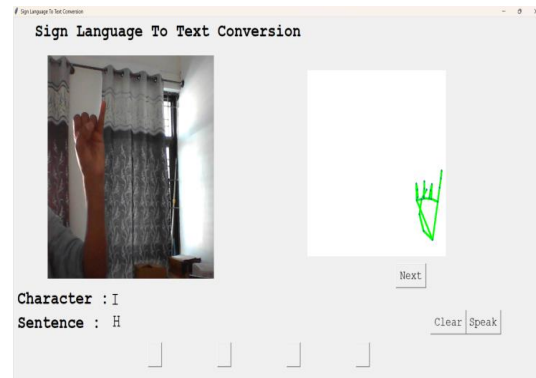 Sign Language To Text Conversion
Sign Language To Text Conversion
Next
Character : I
Sentence : H
Clear Speak